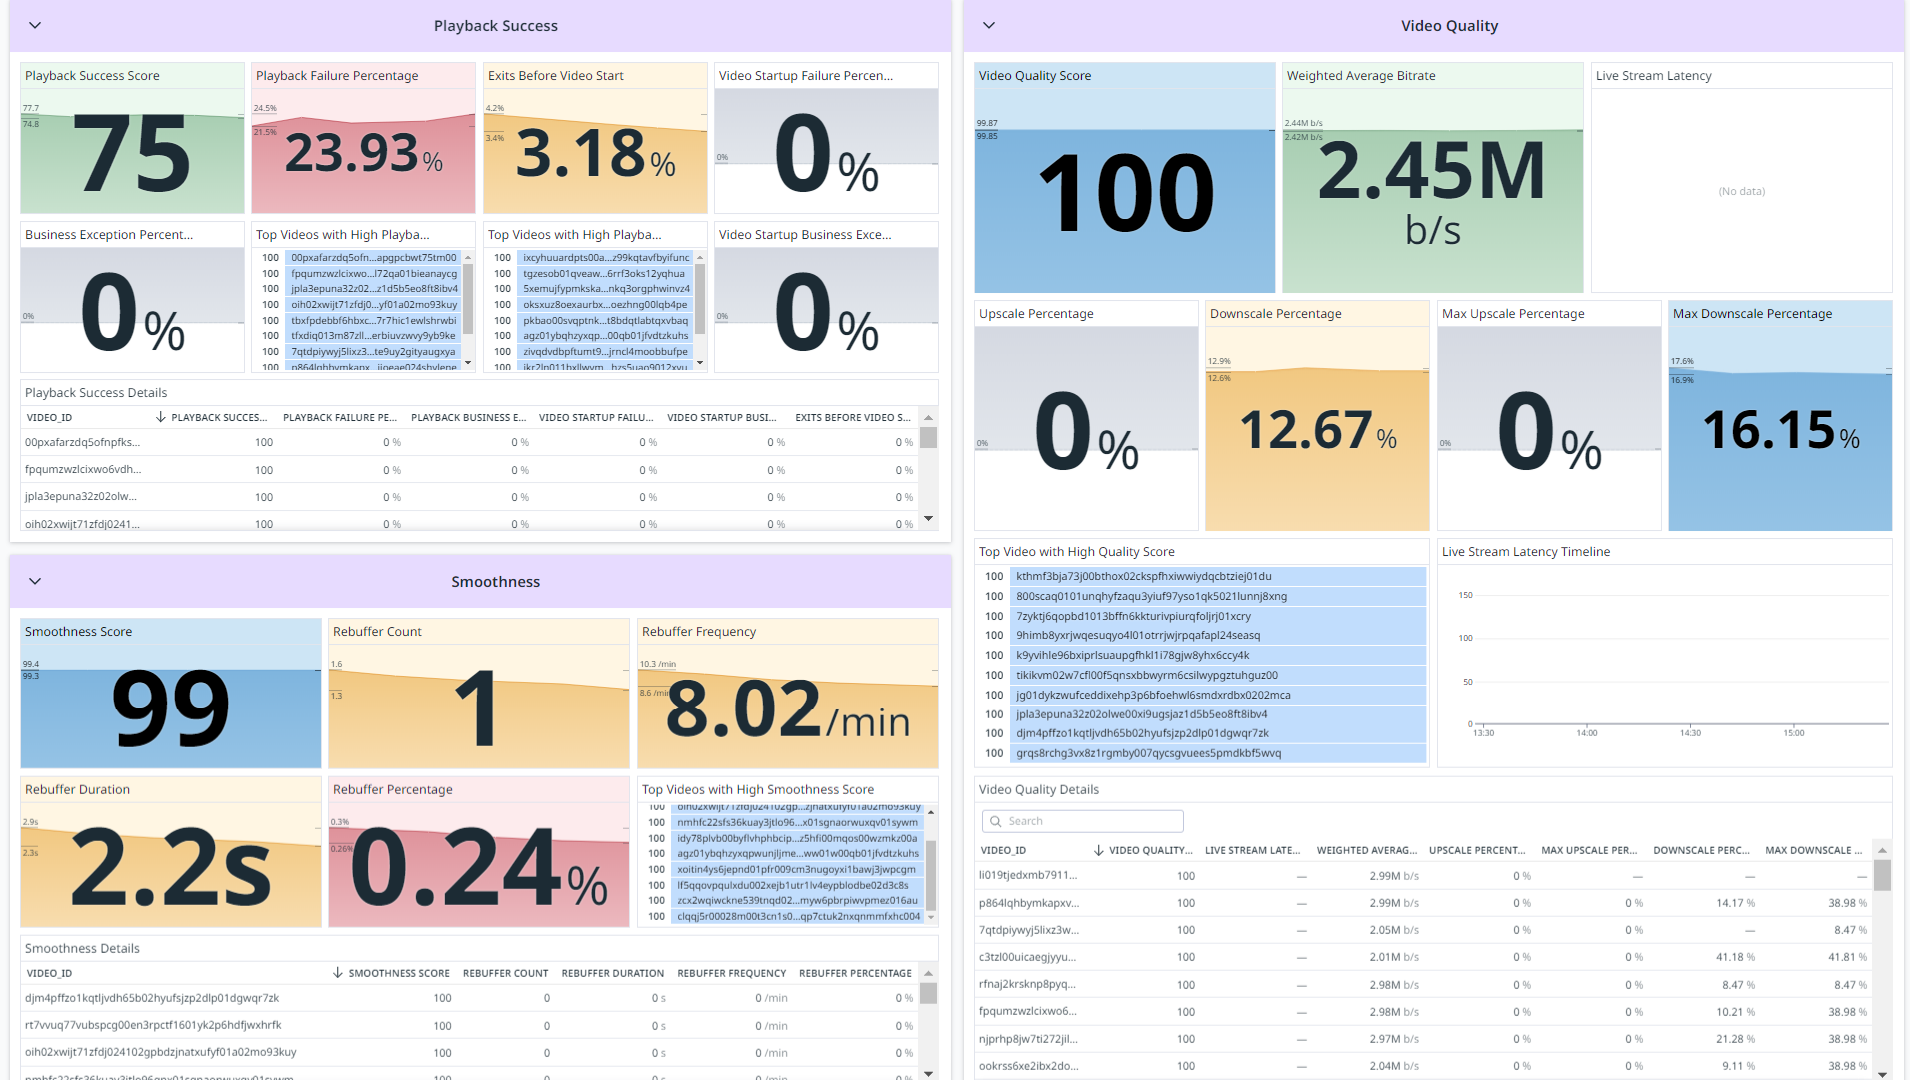 Playback Success
Playback Success Score
77.7
74.8
75
Playback Failure Percentage
24.5%
21.5%
23.93%
Exits Before Video Start
4.2%
3.4%
3.18%
Video Startup Failure Percen...
0%
0%
Business Exception Percent...
0%
0%
Top Videos with High Playba...
100 00pxafarzdq5ofn...apgpcbwt75tm00
100 fpqumzwzlcixwo...l72qa01bieanaycg
100 jpla3epuna32z02...z1d5b5eo8ft8ibv4
100 oih02xwijt71zfdj0...yf01a02mo93kuy
100 tbxfpdebbf6hbxc...7r7hic1ewlshrwbi
100 tfxdiq013m87zll...erbiuvzwvy9yb9ke
100 7qtdpiywyj5lixz3...te9uy2gityaugxya
Top Videos with High Playba...
100 ixcyhuuardpts00a...z99kqtavfbyifunc
100 tgzesob01qveaw...6rrf3oks12yqhua
100 5xemujfypmkska...nkq3orgphwinvz4
100 oksxuz8oexaurbx...oezhng00lqb4pe
100 pkbao00svqptnk...t8bdqtlabtqxvbaq
100 agz01ybqhzyxqp...00qb01jfvdtzkuhs
100 zivqdvdbpftumt9...jrncl4moobbufpe
Video Startup Business Exce...
0%
0%
Playback Success Details
VIDEO_ID PLAYBACK SUCCES... PLAYBACK FAILURE PE... PLAYBACK BUSINESS E... VIDEO STARTUP FAILU... VIDEO STARTUP BUSI... EXITS BEFORE VIDEO S...
00pxafarzdq5ofnpfks... 100 0 % 0 % 0 % 0 % 0 %
fpqumzwzlcixwo6vdh... 100 0 % 0 % 0 % 0 % 0 %
jpla3epuna32z02olw... 100 0 % 0 % 0 % 0 % 0 %
oih02xwijt71zfdj0241... 100 0 % 0 % 0 % 0 % 0 %
Smoothness
Smoothness Score
99.4
99.3
99
Rebuffer Count
1.6
1.3
1
Rebuffer Frequency
10.3 /min
8.6 /min
8.02/min
Rebuffer Duration
2.9s
2.3s
2.2s
Rebuffer Percentage
0.3%
0.26%
0.24%
Top Videos with High Smoothness Score
100 oih02xwijt71zfdj024102gp...zjnatxufyf01a02mo93kuy
100 nmhfc22sfs36kuay3jtlo96...x01sgnaorwuxqv01sywm
100 idy78plvb00byflvhphbcip...z5hfi00mqos00wzmkz00a
100 agz01ybqhzyxqpwunjljme...ww01w00qb01jfvdtzkuhs
100 xoitin4ys6jepnd01pfr009cm3nugoyxi1bawj3jwpcgm
100 lf5qqovpqulxdu002xejb1utr1lv4eypblodbe02d3c8s
100 zcx2wqiwckne539tnqd02...myw6pbrpiwvpmez016au
100 clqqj5r00028m00t3cn1s0...qp7ctuk2nxqnmmfxhc004
Smoothness Details
VIDEO_ID SMOOTHNESS SCORE REBUFFER COUNT REBUFFER DURATION REBUFFER FREQUENCY REBUFFER PERCENTAGE
djm4pffzo1kqtljvdh65b02hyufsjzp2dlp01dgwqr7zk 100 0 0 s 0 /min 0 %
rt7vvuq77vubspcg00en3rpctf1601yk2p6hdfjwxhrfk 100 0 0 s 0 /min 0 %
oih02xwijt71zfdj024102gpbdzjnatxufyf01a02mo93kuy 100 0 0 s 0 /min 0 %
Video Quality
Video Quality Score
99.87
99.85
100
Weighted Average Bitrate
2.44M b/s
2.42M b/s
2.45M
b/s
Live Stream Latency
(No data)
Upscale Percentage
0%
0%
Downscale Percentage
12.9%
12.6%
12.67%
Max Upscale Percentage
0%
0%
Max Downscale Percentage
17.6%
16.9%
16.15%
Top Video with High Quality Score
100 kthmf3bja73j00bthox02ckspfhxiwwiydqcbtziej01du
100 800scaq0101unqhyfzaqu3yiuf97yso1qk5021lunnj8xng
100 7zyktj6qopbd1013bffn6kkturivpiurqfoljrj01xcry
100 9himb8yxrjwqesuqyo4l01otrrjwjrpqafapl24seasq
100 k9yvihle96bxiprlsuaupgfhkl1i78gjw8yhx6ccy4k
100 tikikvm02w7cfl00f5qnsxbbwyrm6csilwypgztuhguz00
100 jg01dykzwufceddixehp3p6bfoehwl6smdxrdbx0202mca
100 jpla3epuna32z02olwe00xi9ugsjaz1d5b5eo8ft8ibv4
100 djm4pffzo1kqtljvdh65b02hyufsjzp2dlp01dgwqr7zk
100 grqs8rchg3vx8z1rgmby007qycsgvuees5pmdkbf5wvq
Live Stream Latency Timeline
150
100
50
0
13:30 14:00 14:30 15:00
Video Quality Details
Search
VIDEO_ID VIDEO QUALITY... LIVE STREAM LATE... WEIGHTED AVERAG... UPSCALE PERCENT... MAX UPSCALE PER... DOWNSCALE PERC... MAX DOWNSCALE ...
li019tjedxmb7911... 100 — 2.99M b/s 0 % — — —
p864lqhbymkapxv... 100 — 2.99M b/s 0 % 0 % 14.17 % 38.98 %
7qtdpiywyj5lixz3w... 100 — 2.05M b/s 0 % 0 % — 8.47 %
c3tzl00uicaegjyyu... 100 — 2.01M b/s 0 % 0 % 41.18 % 41.81 %
rfnaj2krsknp8pyq... 100 — 2.98M b/s 0 % 0 % 8.47 % 8.47 %
fpqumzwzlcixwo6... 100 — 2.98M b/s 0 % 0 % 10.21 % 38.98 %
njprhp8jw7ti272jil... 100 — 2.97M b/s 0 % 0 % 21.28 % 38.98 %
ookrss6xe2ibx2do... 100 — 2.04M b/s 0 % 0 % 9.11 % 38.98 %